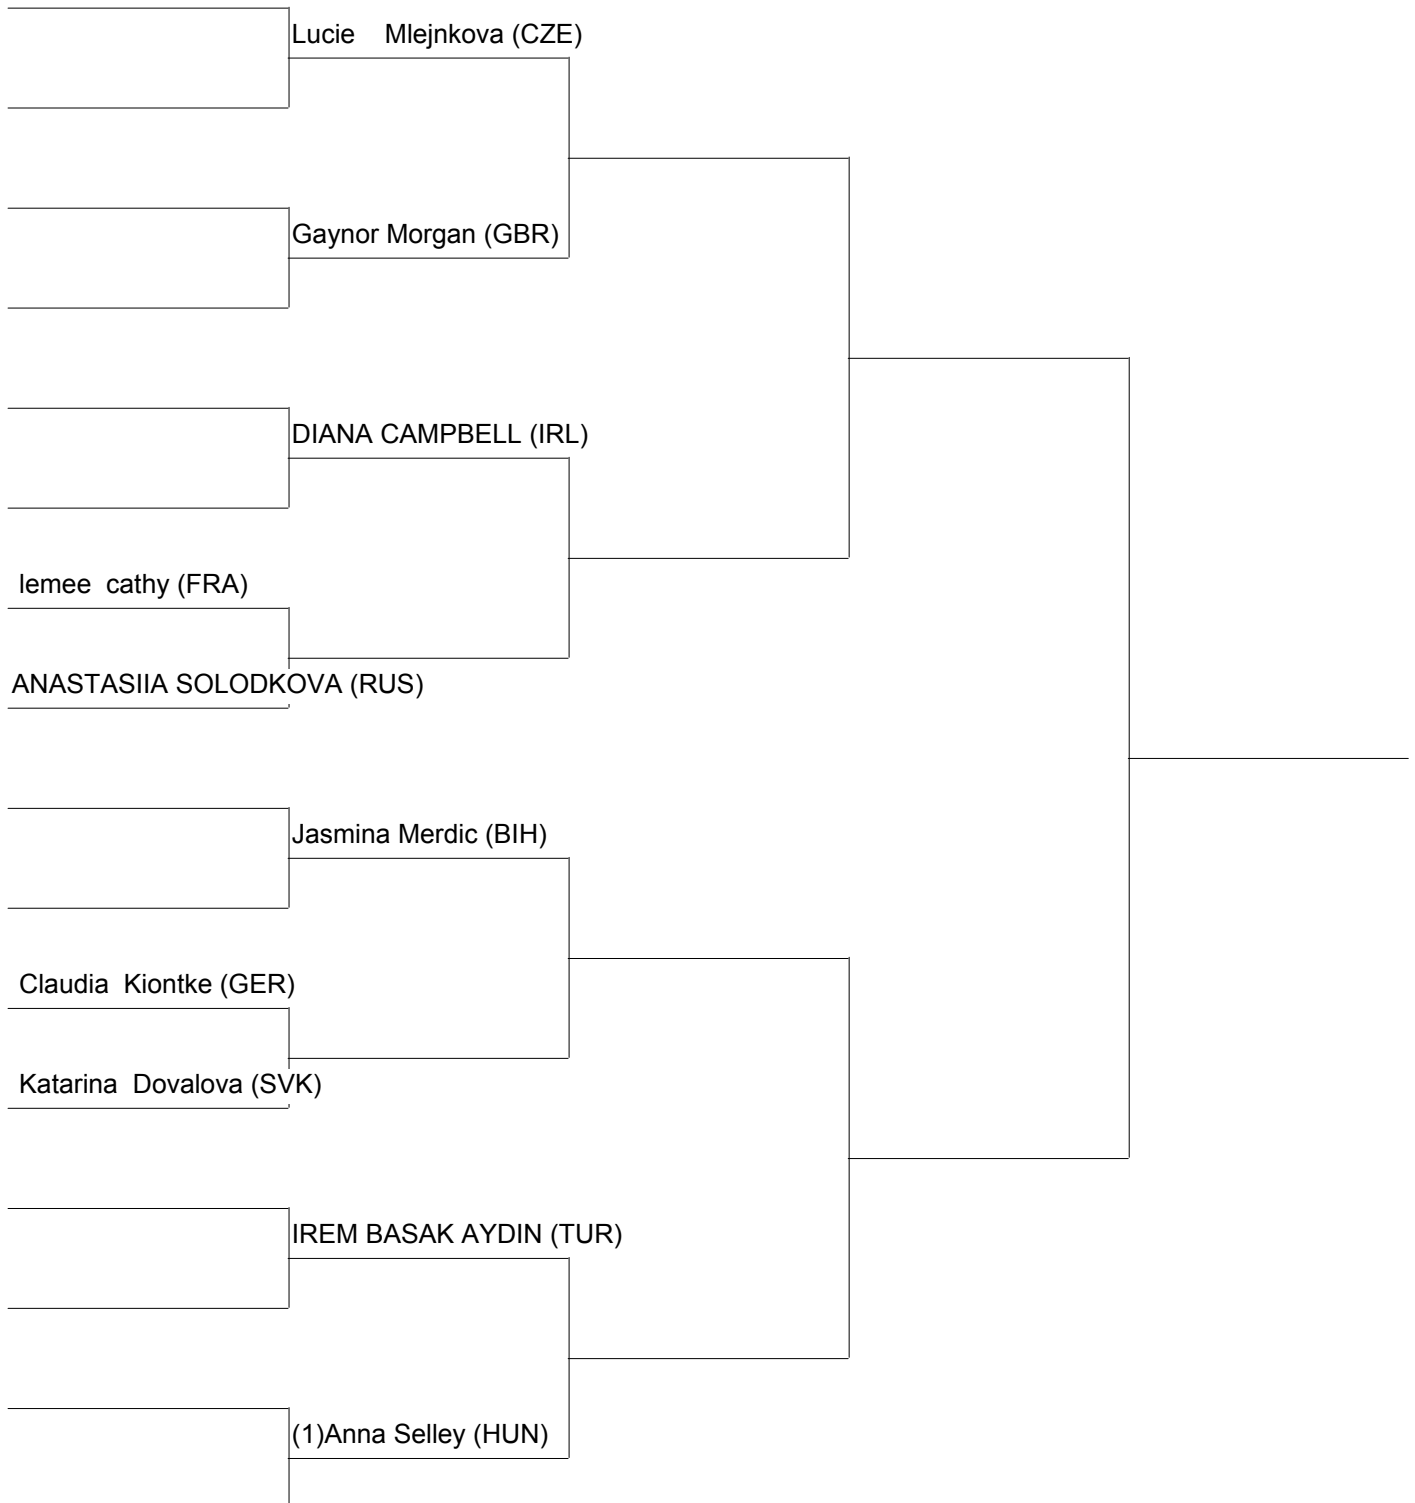 Lucie    Mlejnkova (CZE)
Gaynor Morgan (GBR)
DIANA CAMPBELL (IRL)
lemee  cathy (FRA)
ANASTASIIA SOLODKOVA (RUS)
Jasmina Merdic (BIH)
Claudia  Kiontke (GER)
Katarina  Dovalova (SVK)
IREM BASAK AYDIN (TUR)
(1)Anna Selley (HUN)